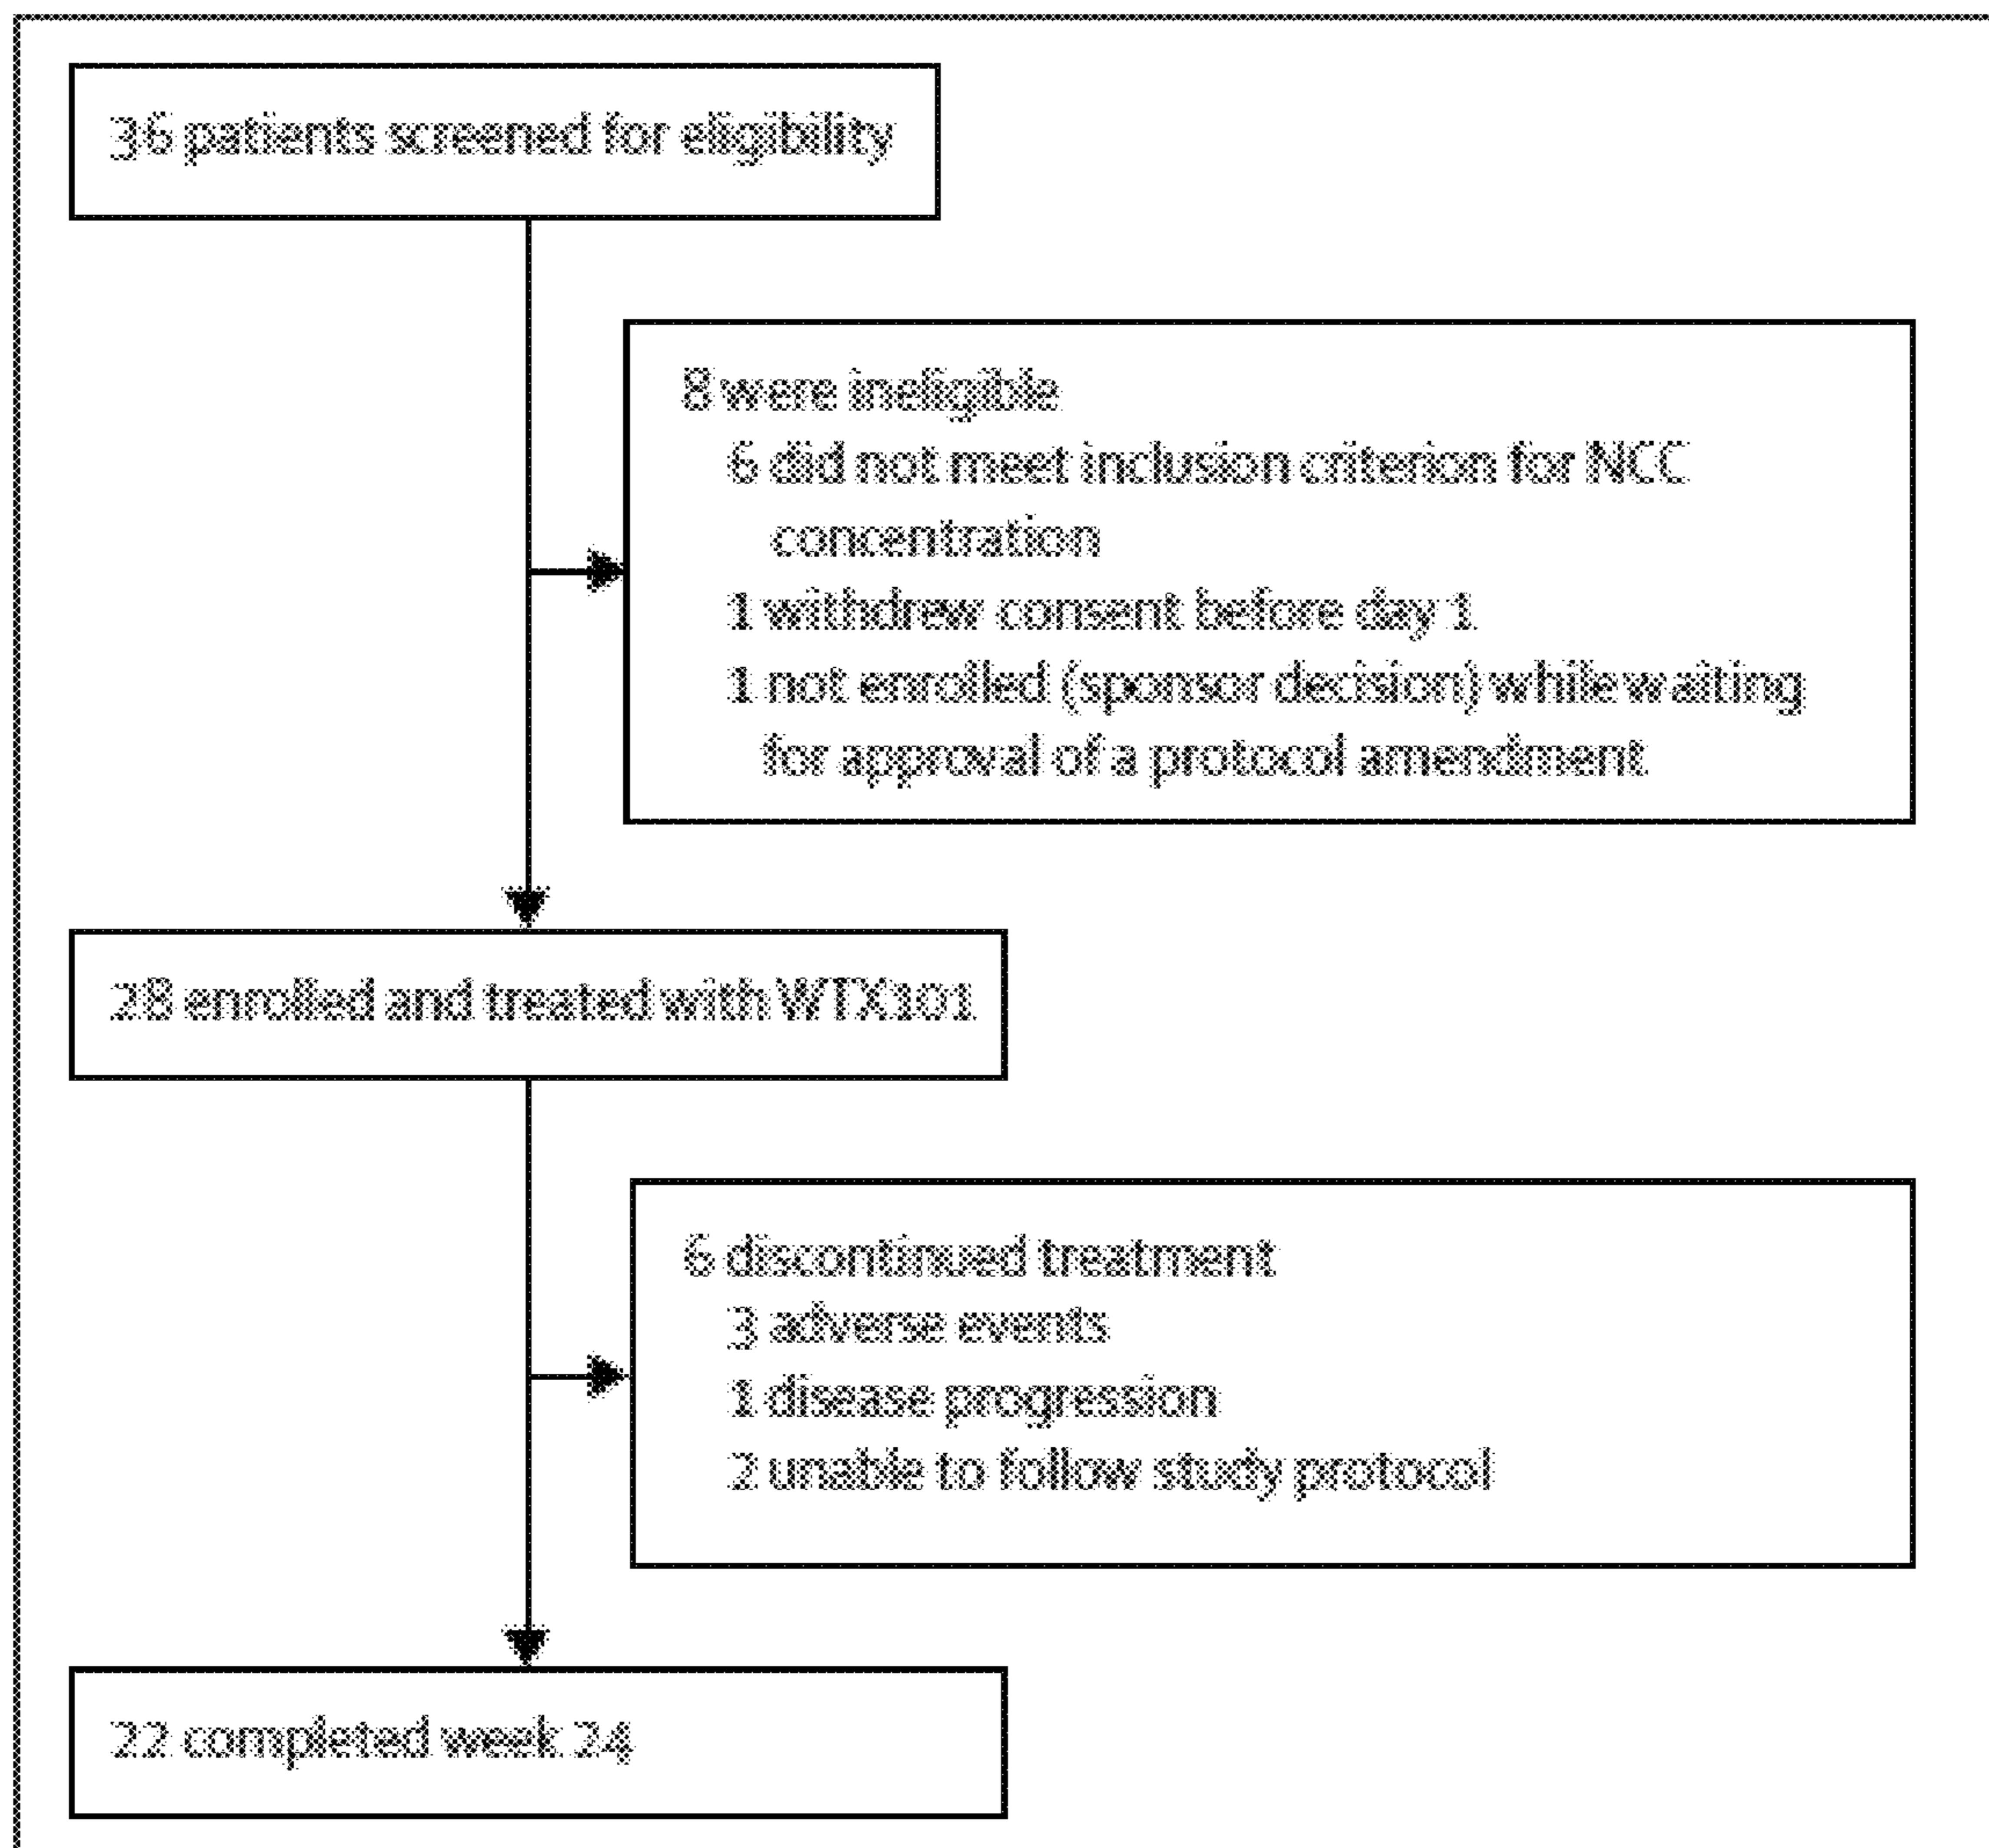 36 patients screened for eligibility
8 were ineligible
6 did not meet inclusion criterion for NCC
concentration
1 withdrew consent before day 1
1 not enrolled (sponsor decision) while waiting
for approval of a protocol amendment
28 enrolled and treated with WTX101
6 discontinued treatment
3 adverse events
1 disease progression
2 unable to follow study protocol
22 completed week 24